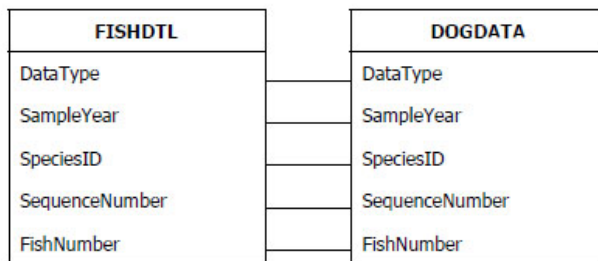 FISHDTL DOGDATA
DataType DataType
SampleYear SampleYear
SpeciesID SpeciesID
SequenceNumber SequenceNumber
FishNumber FishNumber